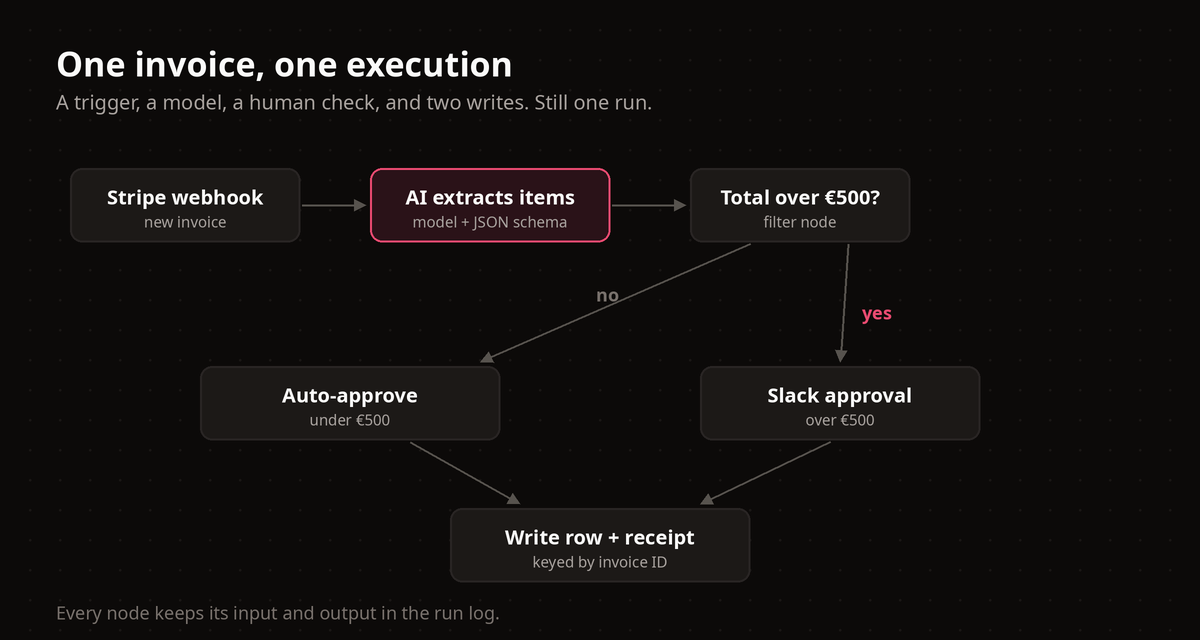 One invoice, one execution
A trigger, a model, a human check, and two writes. Still one run.
Stripe webhook
new invoice
AI extracts items
model + JSON schema
Total over €500?
filter node
no
yes
Auto-approve
under €500
Slack approval
over €500
Write row + receipt
keyed by invoice ID
Every node keeps its input and output in the run log.